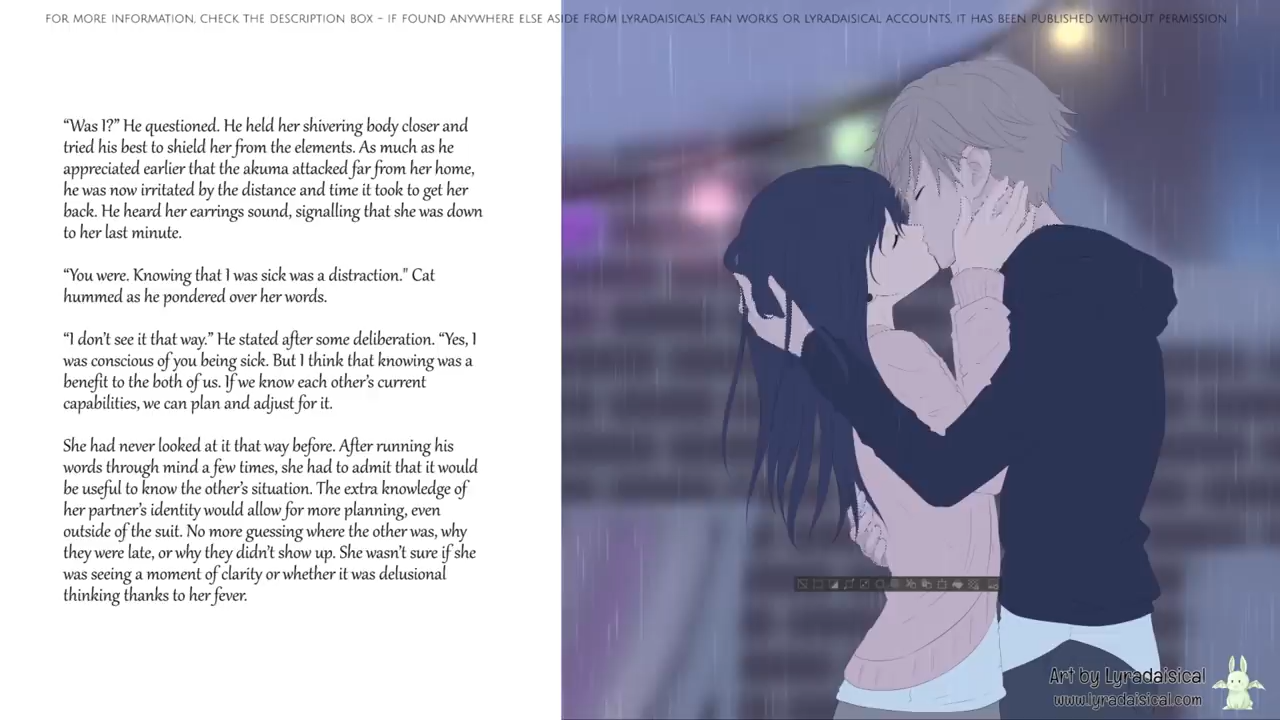 FOR MORE INFORMATION, CHECK THE DESCRIPTION BOX - IF FOUND ANYWHERE ELSE ASIDE FROM LYRADAISICAL'S FAN WORKS OR LYRADAISICAL ACCOUNTS, IT HAS BEEN PUBLISHED WITHOUT PERMISSION
“Was I?” He questioned. He held her shivering body closer and
tried his best to shield her from the elements. As much as he
appreciated earlier that the akuma attacked far from her home,
he was now irritated by the distance and time it took to get her
back. He heard her earrings sound, signalling that she was down
to her last minute.
“You were. Knowing that I was sick was a distraction." Cat
hummed as he pondered over her words.
“I don’t see it that way.” He stated after some deliberation. “Yes, I
was conscious of you being sick. But I think that knowing was a
benefit to the both of us. If we know each other’s current
capabilities, we can plan and adjust for it.
She had never looked at it that way before. After running his
words through mind a few times, she had to admit that it would
be useful to know the other’s situation. The extra knowledge of
her partner’s identity would allow for more planning, even
outside of the suit. No more guessing where the other was, why
they were late, or why they didn’t show up. She wasn’t sure if she
was seeing a moment of clarity or whether it was delusional
thinking thanks to her fever.
Art by Lyradaisical
www.lyradaisical.com